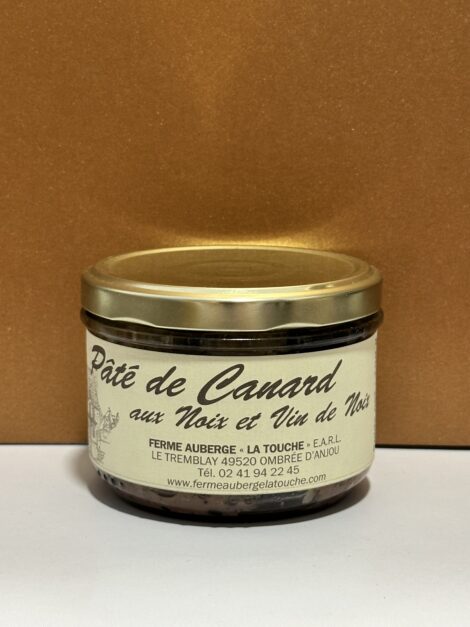 Pâté de Canard
aux Noix et Vin de Noix
FERME AUBERGE « LA TOUCHE » E.A.R.L.
LE TREMBLAY 49520 OMBRÉE D'ANJOU
Tél. 02 41 94 22 45
www.fermeaubergelatouche.com